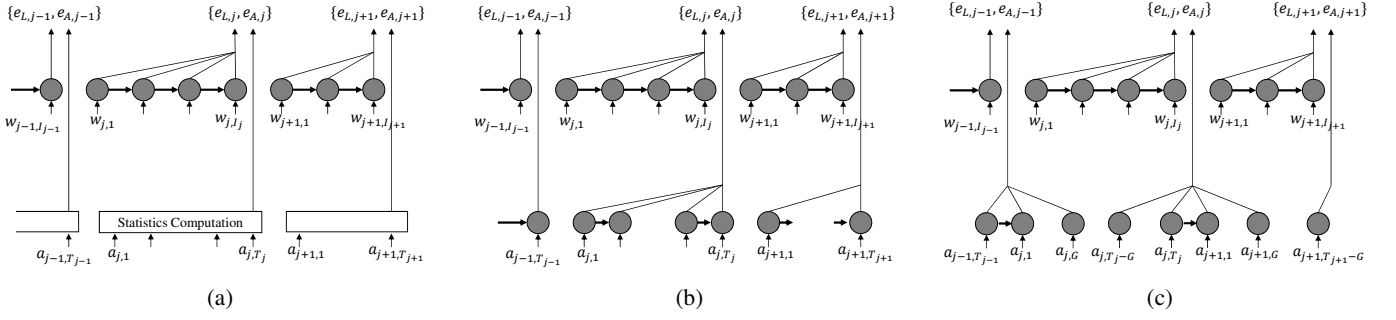 {e_{L,j-1}, e_{A,j-1}} {e_{L,j}, e_{A,j}} {e_{L,j+1}, e_{A,j+1}}
w_{j-1,I_{j-1}} w_{j,1} w_{j,I_j} w_{j+1,1} w_{j+1,I_{j+1}}
Statistics Computation
a_{j-1,T_{j-1}} a_{j,1} a_{j,T_j} a_{j+1,1} a_{j+1,T_{j+1}}
(a)
{e_{L,j-1}, e_{A,j-1}} {e_{L,j}, e_{A,j}} {e_{L,j+1}, e_{A,j+1}}
w_{j-1,I_{j-1}} w_{j,1} w_{j,I_j} w_{j+1,1} w_{j+1,I_{j+1}}
a_{j-1,T_{j-1}} a_{j,1} a_{j,T_j} a_{j+1,1} a_{j+1,T_{j+1}}
(b)
{e_{L,j-1}, e_{A,j-1}} {e_{L,j}, e_{A,j}} {e_{L,j+1}, e_{A,j+1}}
w_{j-1,I_{j-1}} w_{j,1} w_{j,I_j} w_{j+1,1} w_{j+1,I_{j+1}}
a_{j-1,T_{j-1}} a_{j,1} a_{j,G} a_{j,T_j-G} a_{j,T_j} a_{j+1,1} a_{j+1,G} a_{j+1,T_{j+1}-G}
(c)